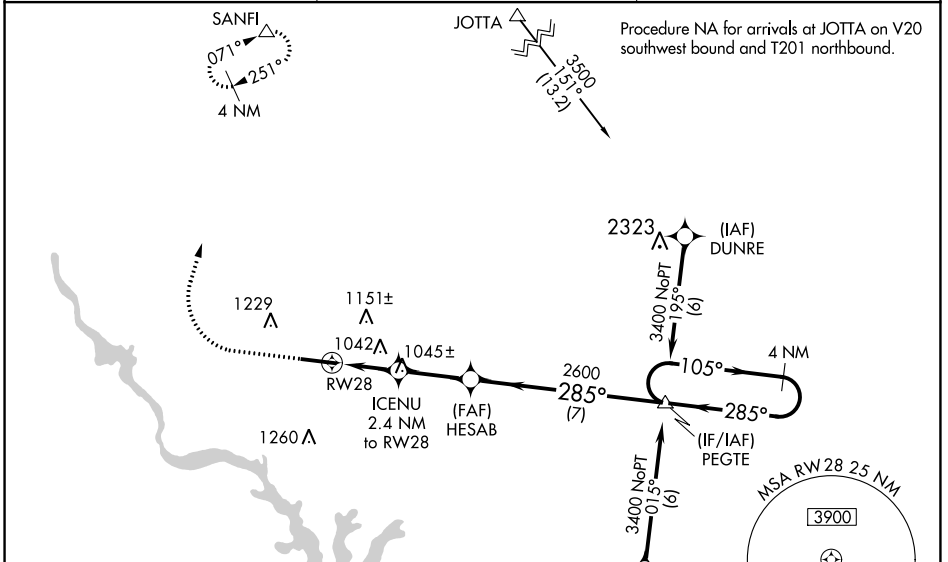 SANFI
071°
251°
4 NM
JOTTA
3500
151°
(13.2)
Procedure NA for arrivals at JOTTA on V20
southwest bound and T201 northbound.
2323
(IAF)
DUNRE
3400 NoPT
195°
(6)
1229
1151±
1042
1045±
RW28
ICENU
2.4 NM
to RW28
(FAF)
HESAB
2600
285°
(7)
105°
4 NM
285°
(IF/IAF)
PEGTE
1260
3400 NoPT
015°
(6)
MSA RW28 25 NM
3900